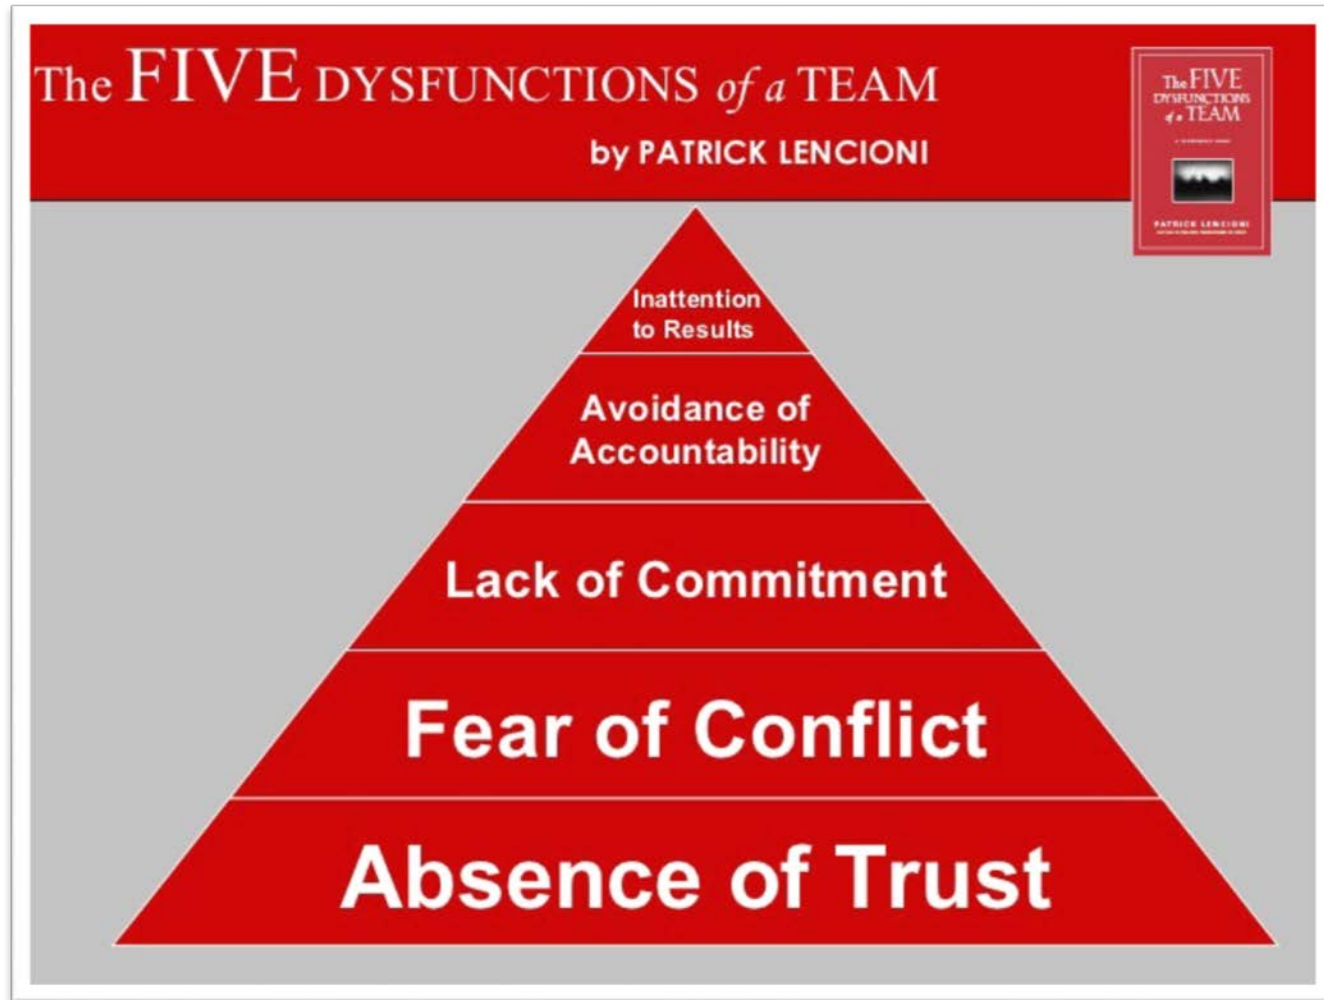 The FIVE DYSFUNCTIONS of a TEAM
by PATRICK LENCIONI
The FIVE
DYSFUNCTIONS
of a TEAM
PATRICK LENCIONI
Inattention
to Results
Avoidance of
Accountability
Lack of Commitment
Fear of Conflict
Absence of Trust